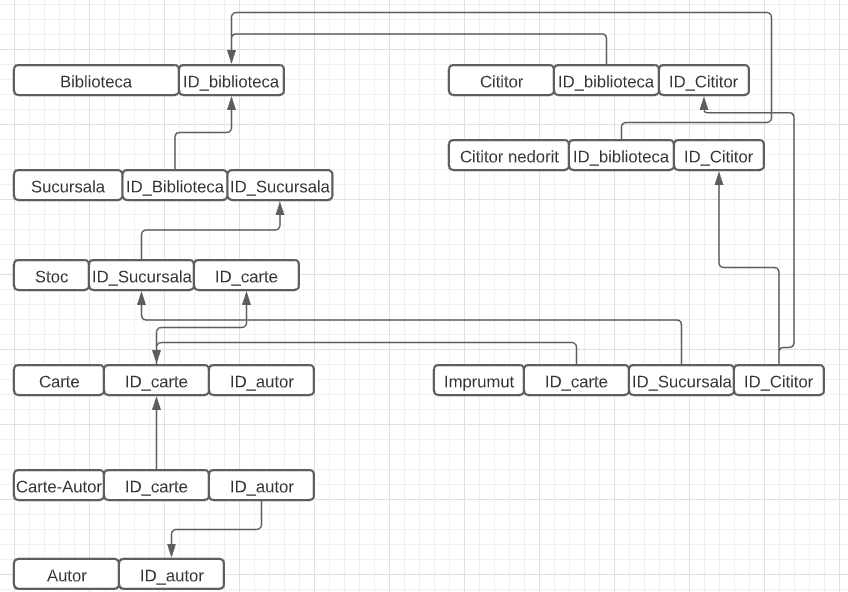 Biblioteca ID_biblioteca
Cititor ID_biblioteca ID_Cititor
Cititor nedorit ID_biblioteca ID_Cititor
Sucursala ID_Biblioteca ID_Sucursala
Stoc ID_Sucursala ID_carte
Carte ID_carte ID_autor
Imprumut ID_carte ID_Sucursala ID_Cititor
Carte-Autor ID_carte ID_autor
Autor ID_autor